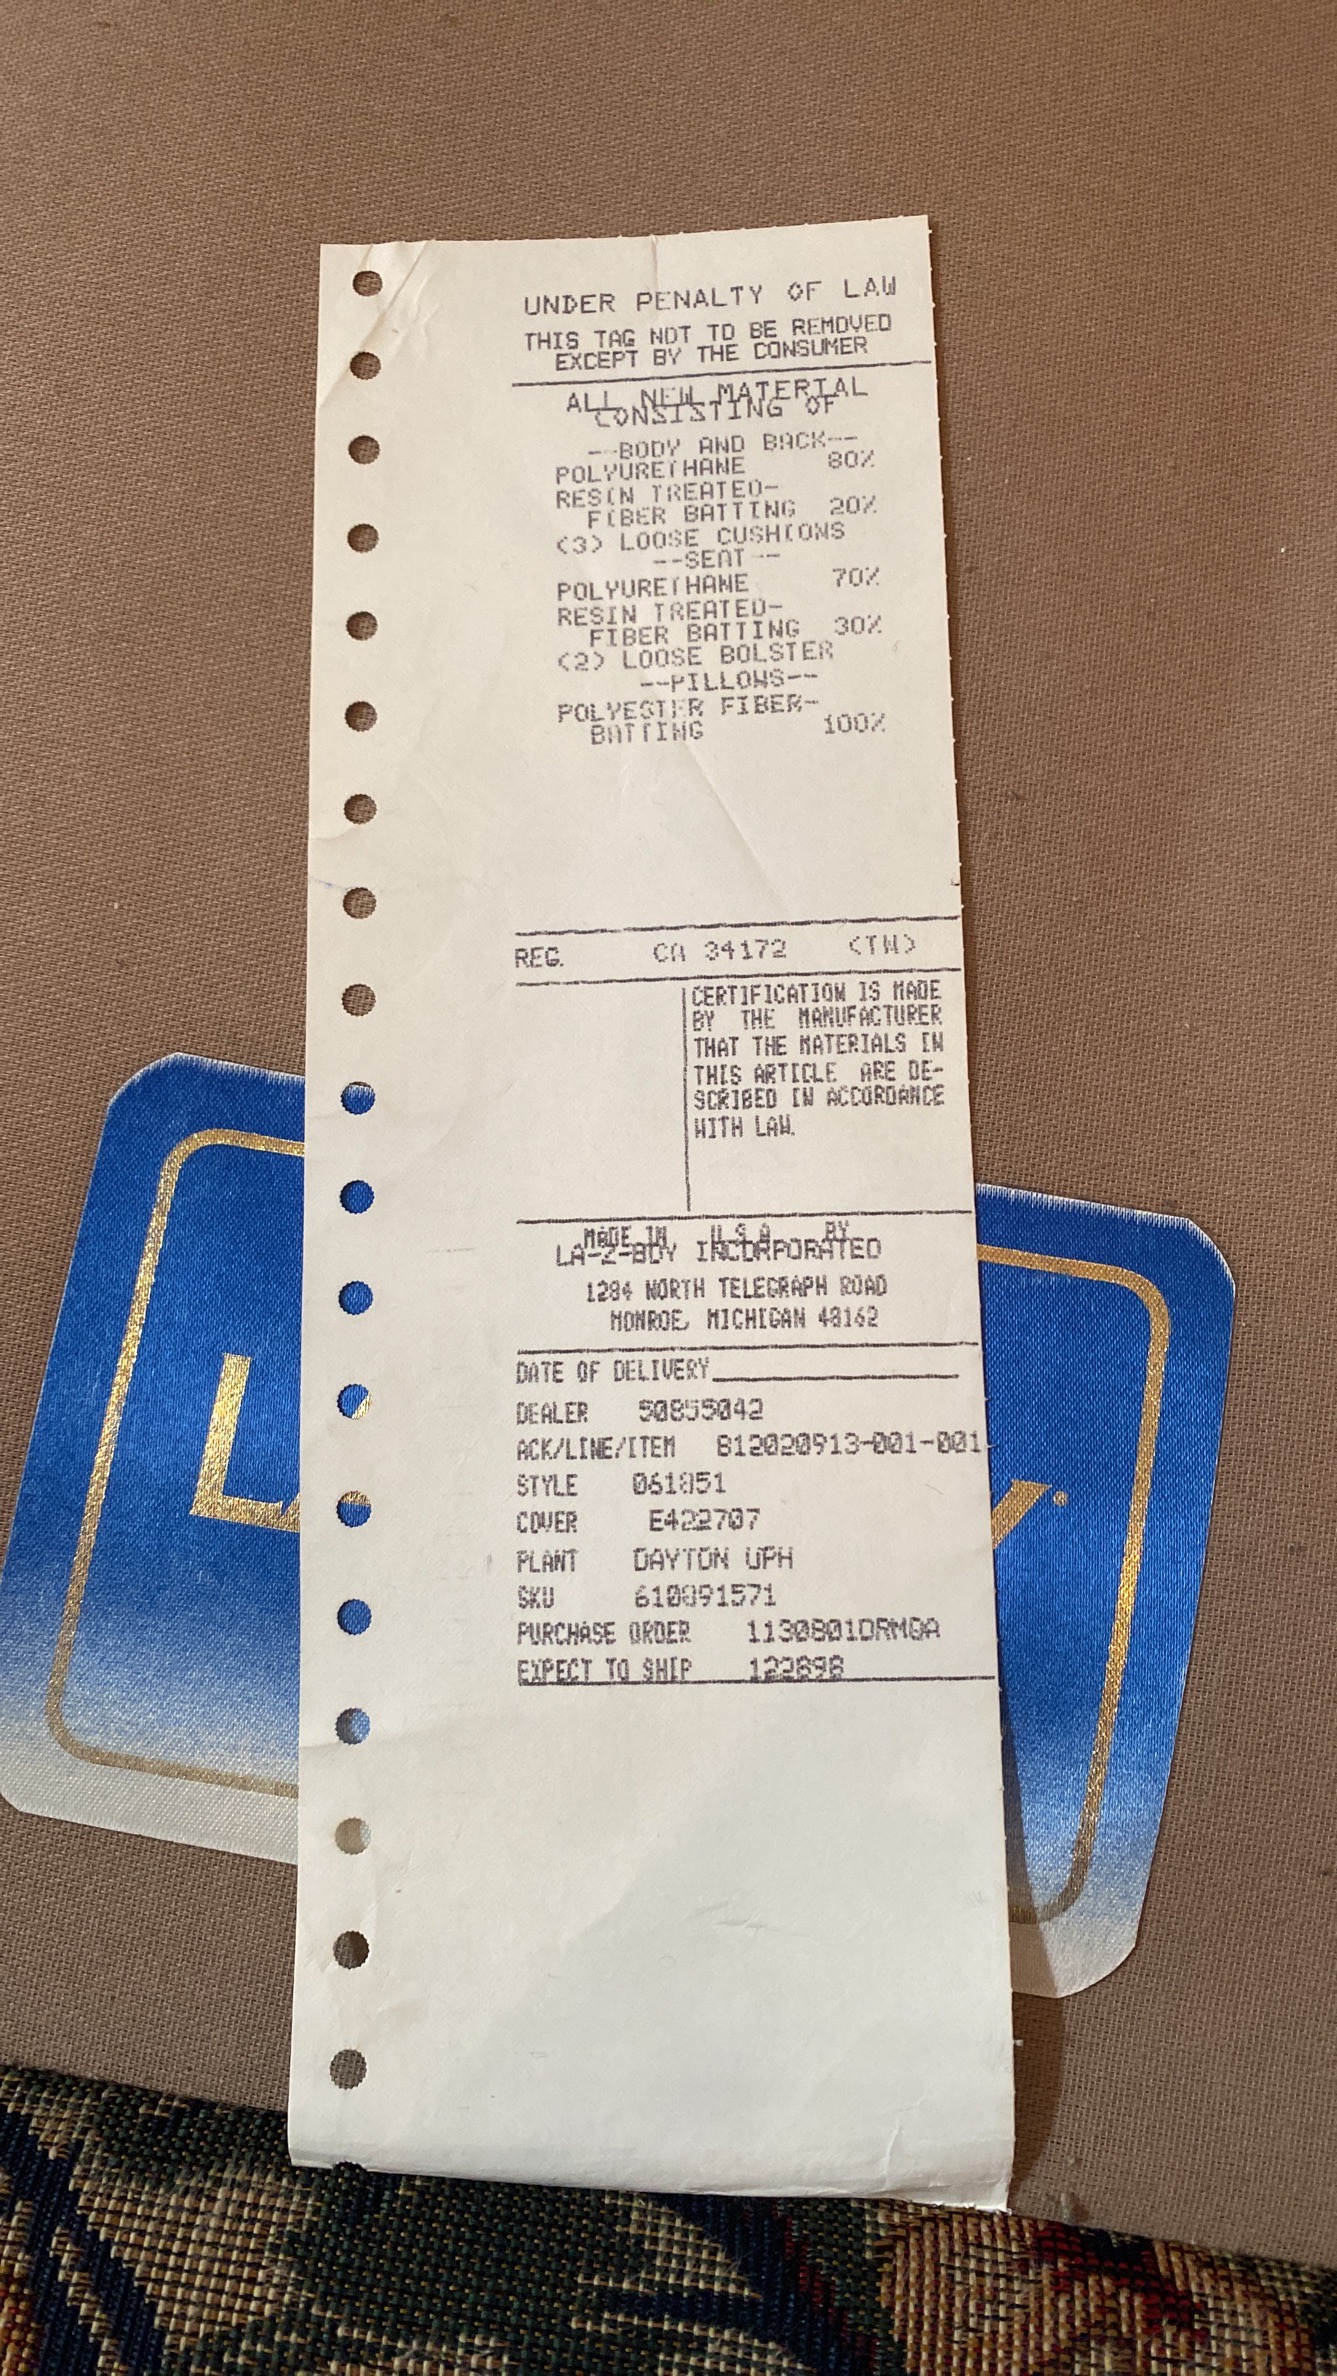 UNDER PENALTY OF LAW
THIS TAG NOT TO BE REMOVED
EXCEPT BY THE CONSUMER
ALL NEW MATERIAL
CONSISTING OF
--BODY AND BACK--
POLYURETHANE 80%
RESIN TREATED-
FIBER BATTING 20%
(3) LOOSE CUSHIONS
--SEAT--
POLYURETHANE 70%
RESIN TREATED-
FIBER BATTING 30%
(2) LOOSE BOLSTER
--PILLOWS--
POLYESTER FIBER-
BATTING 100%
REG. CA 34172 (TW)
CERTIFICATION IS MADE
BY THE MANUFACTURER
THAT THE MATERIALS IN
THIS ARTICLE ARE DE-
SCRIBED IN ACCORDANCE
WITH LAW.
MADE IN U S A BY
LA-Z-BOY INCORPORATED
1284 NORTH TELEGRAPH ROAD
MONROE, MICHIGAN 48162
DATE OF DELIVERY
DEALER 50855042
ACK/LINE/ITEM 812020913-001-001
STYLE 061851
COVER E422707
PLANT DAYTON UPH
SKU 610891571
PURCHASE ORDER
EXPECT TO SHIP 122898
L
Y®